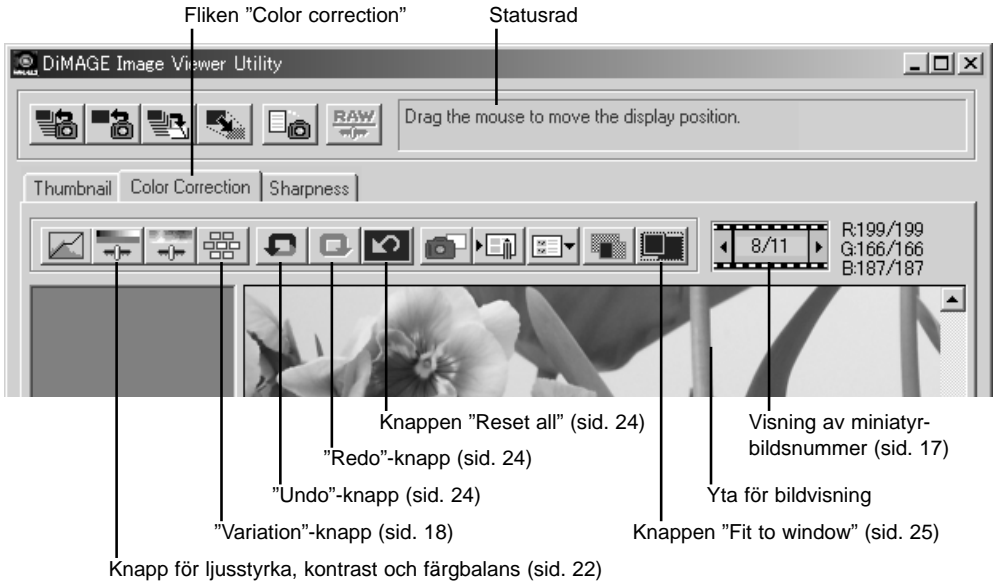 Fliken ”Color correction”
Statusrad
DiMAGE Image Viewer Utility
RAW
Drag the mouse to move the display position.
Thumbnail
Color Correction
Sharpness
8/11
R:199/199
G:166/166
B:187/187
Knappen ”Reset all” (sid. 24)
Visning av miniatyr-
bildsnummer (sid. 17)
”Redo”-knapp (sid. 24)
”Undo”-knapp (sid. 24)
Yta för bildvisning
”Variation”-knapp (sid. 18)
Knappen ”Fit to window” (sid. 25)
Knapp för ljusstyrka, kontrast och färgbalans (sid. 22)